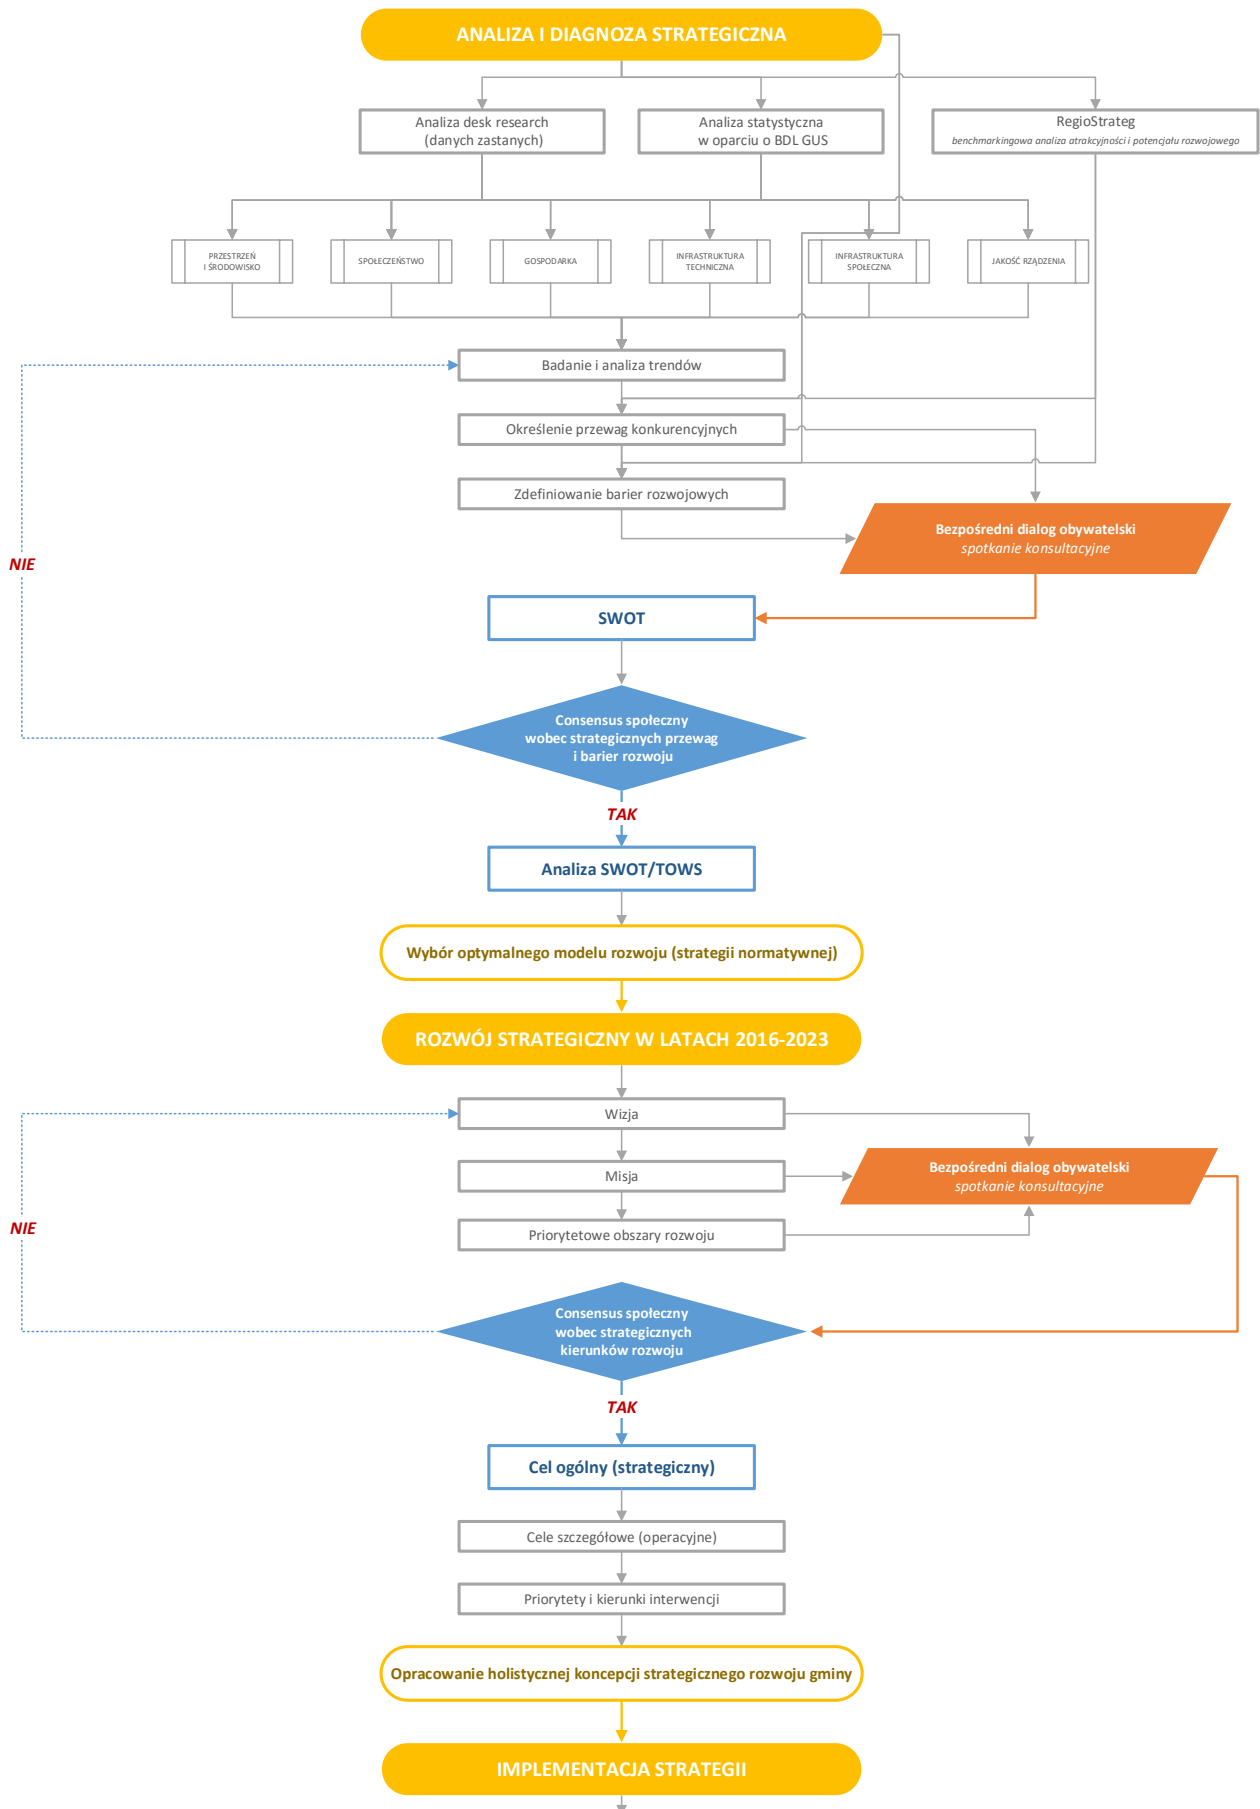 ANALIZA I DIAGNOZA STRATEGICZNA
Analiza desk research
(danych zastanych)
Analiza statystyczna
w oparciu o BDL GUS
RegioStrateg
benchmarkingowa analiza atrakcyjności i potencjału rozwojowego
PRZESTRZEŃ
I ŚRODOWISKO
SPOŁECZEŃSTWO
GOSPODARKA
INFRASTRUKTURA
TECHNICZNA
INFRASTRUKTURA
SPOŁECZNA
JAKOŚĆ RZĄDZENIA
Badanie i analiza trendów
Określenie przewag konkurencyjnych
Zdefiniowanie barier rozwojowych
Bezpośredni dialog obywatelski
spotkanie konsultacyjne
NIE
SWOT
Consensus społeczny
wobec strategicznych przewag
i barier rozwoju
TAK
Analiza SWOT/TOWS
Wybór optymalnego modelu rozwoju (strategii normatywnej)
ROZWÓJ STRATEGICZNY W LATACH 2016-2023
Wizja
Misja
Bezpośredni dialog obywatelski
spotkanie konsultacyjne
Priorytetowe obszary rozwoju
NIE
Consensus społeczny
wobec strategicznych
kierunków rozwoju
TAK
Cel ogólny (strategiczny)
Cele szczegółowe (operacyjne)
Priorytety i kierunki interwencji
Opracowanie holistycznej koncepcji strategicznego rozwoju gminy
IMPLEMENTACJA STRATEGII